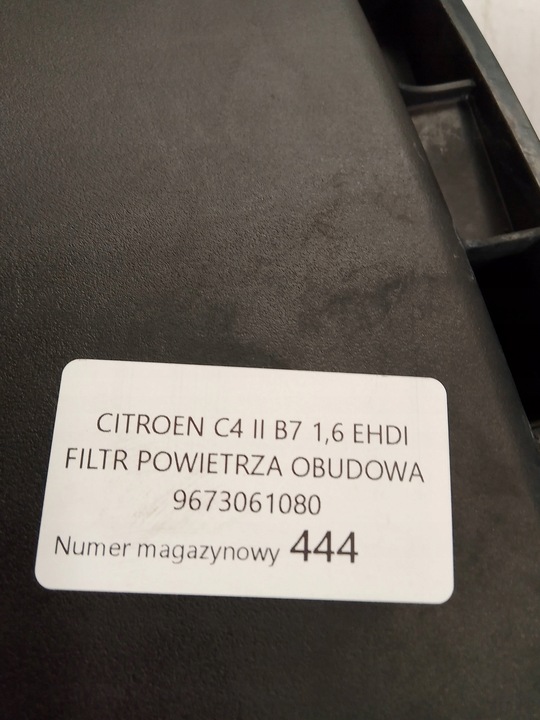 CITROEN C4 II B7 1,6 EHDI
FILTR POWIETRZA OBUDOWA
9673061080
Numer magazynowy 444